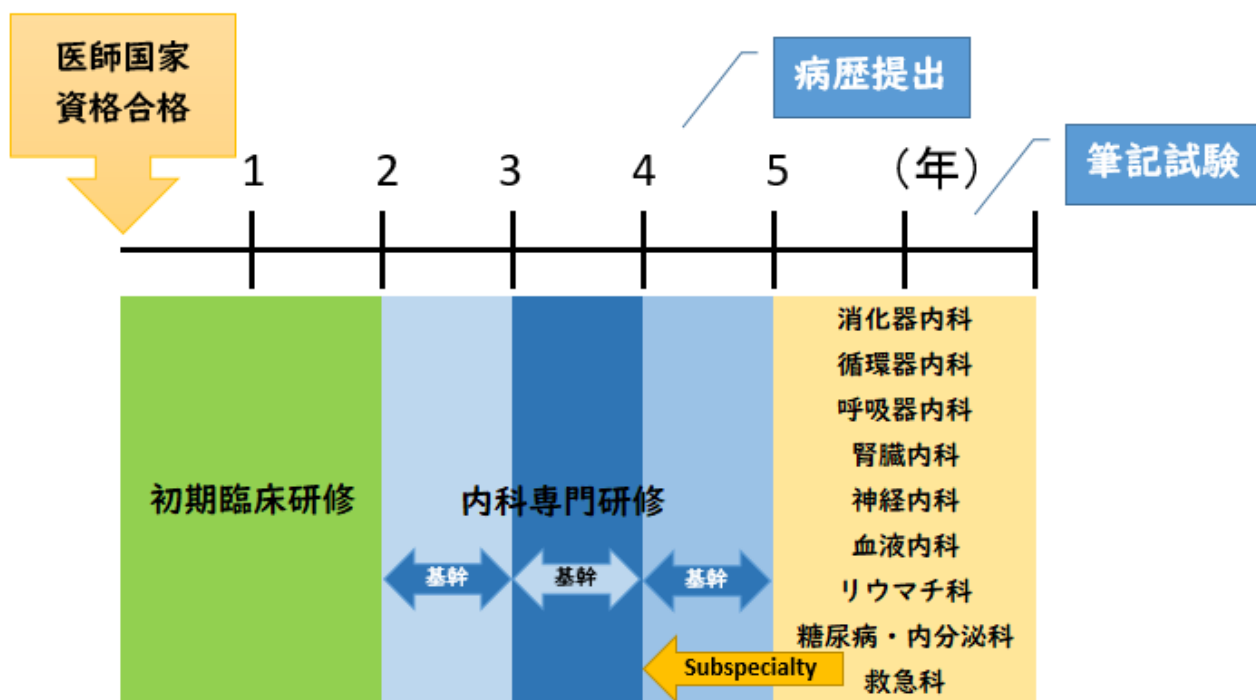 医師国家
資格合格
病歴提出
筆記試験
1 2 3 4 5 (年)
初期臨床研修
内科専門研修
基幹 基幹 基幹
Subspecialty
消化器内科
循環器内科
呼吸器内科
腎臓内科
神経内科
血液内科
リウマチ科
糖尿病・内分泌科
救急科